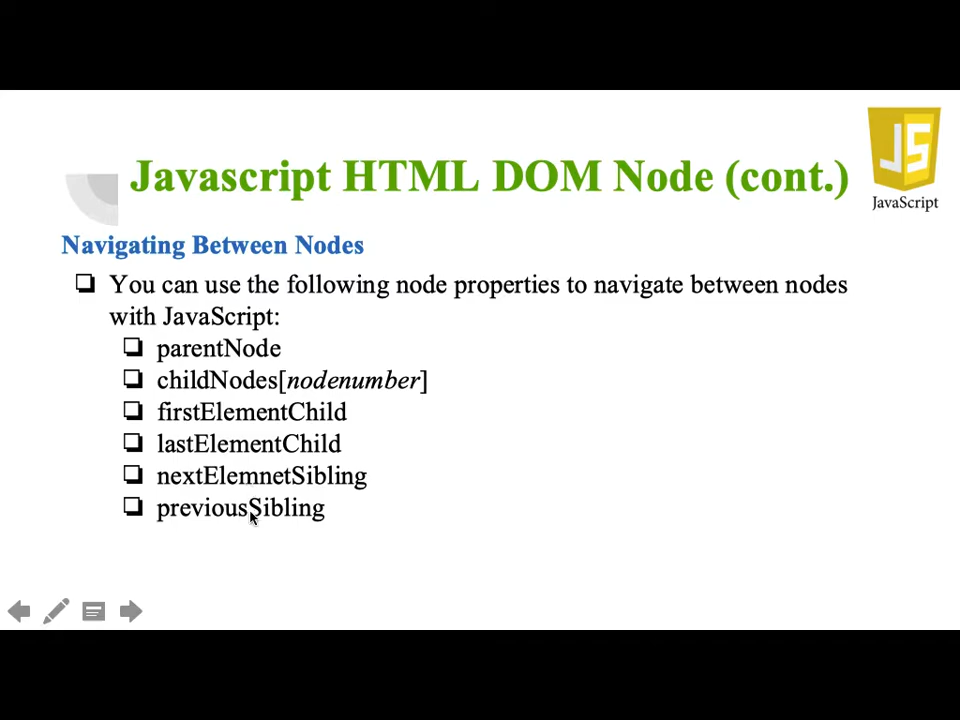 Javascript HTML DOM Node (cont.)
JS
JavaScript
Navigating Between Nodes
You can use the following node properties to navigate between nodes
with JavaScript:
parentNode
childNodes[nodenumber]
firstElementChild
lastElementChild
nextElemnetSibling
previousSibling